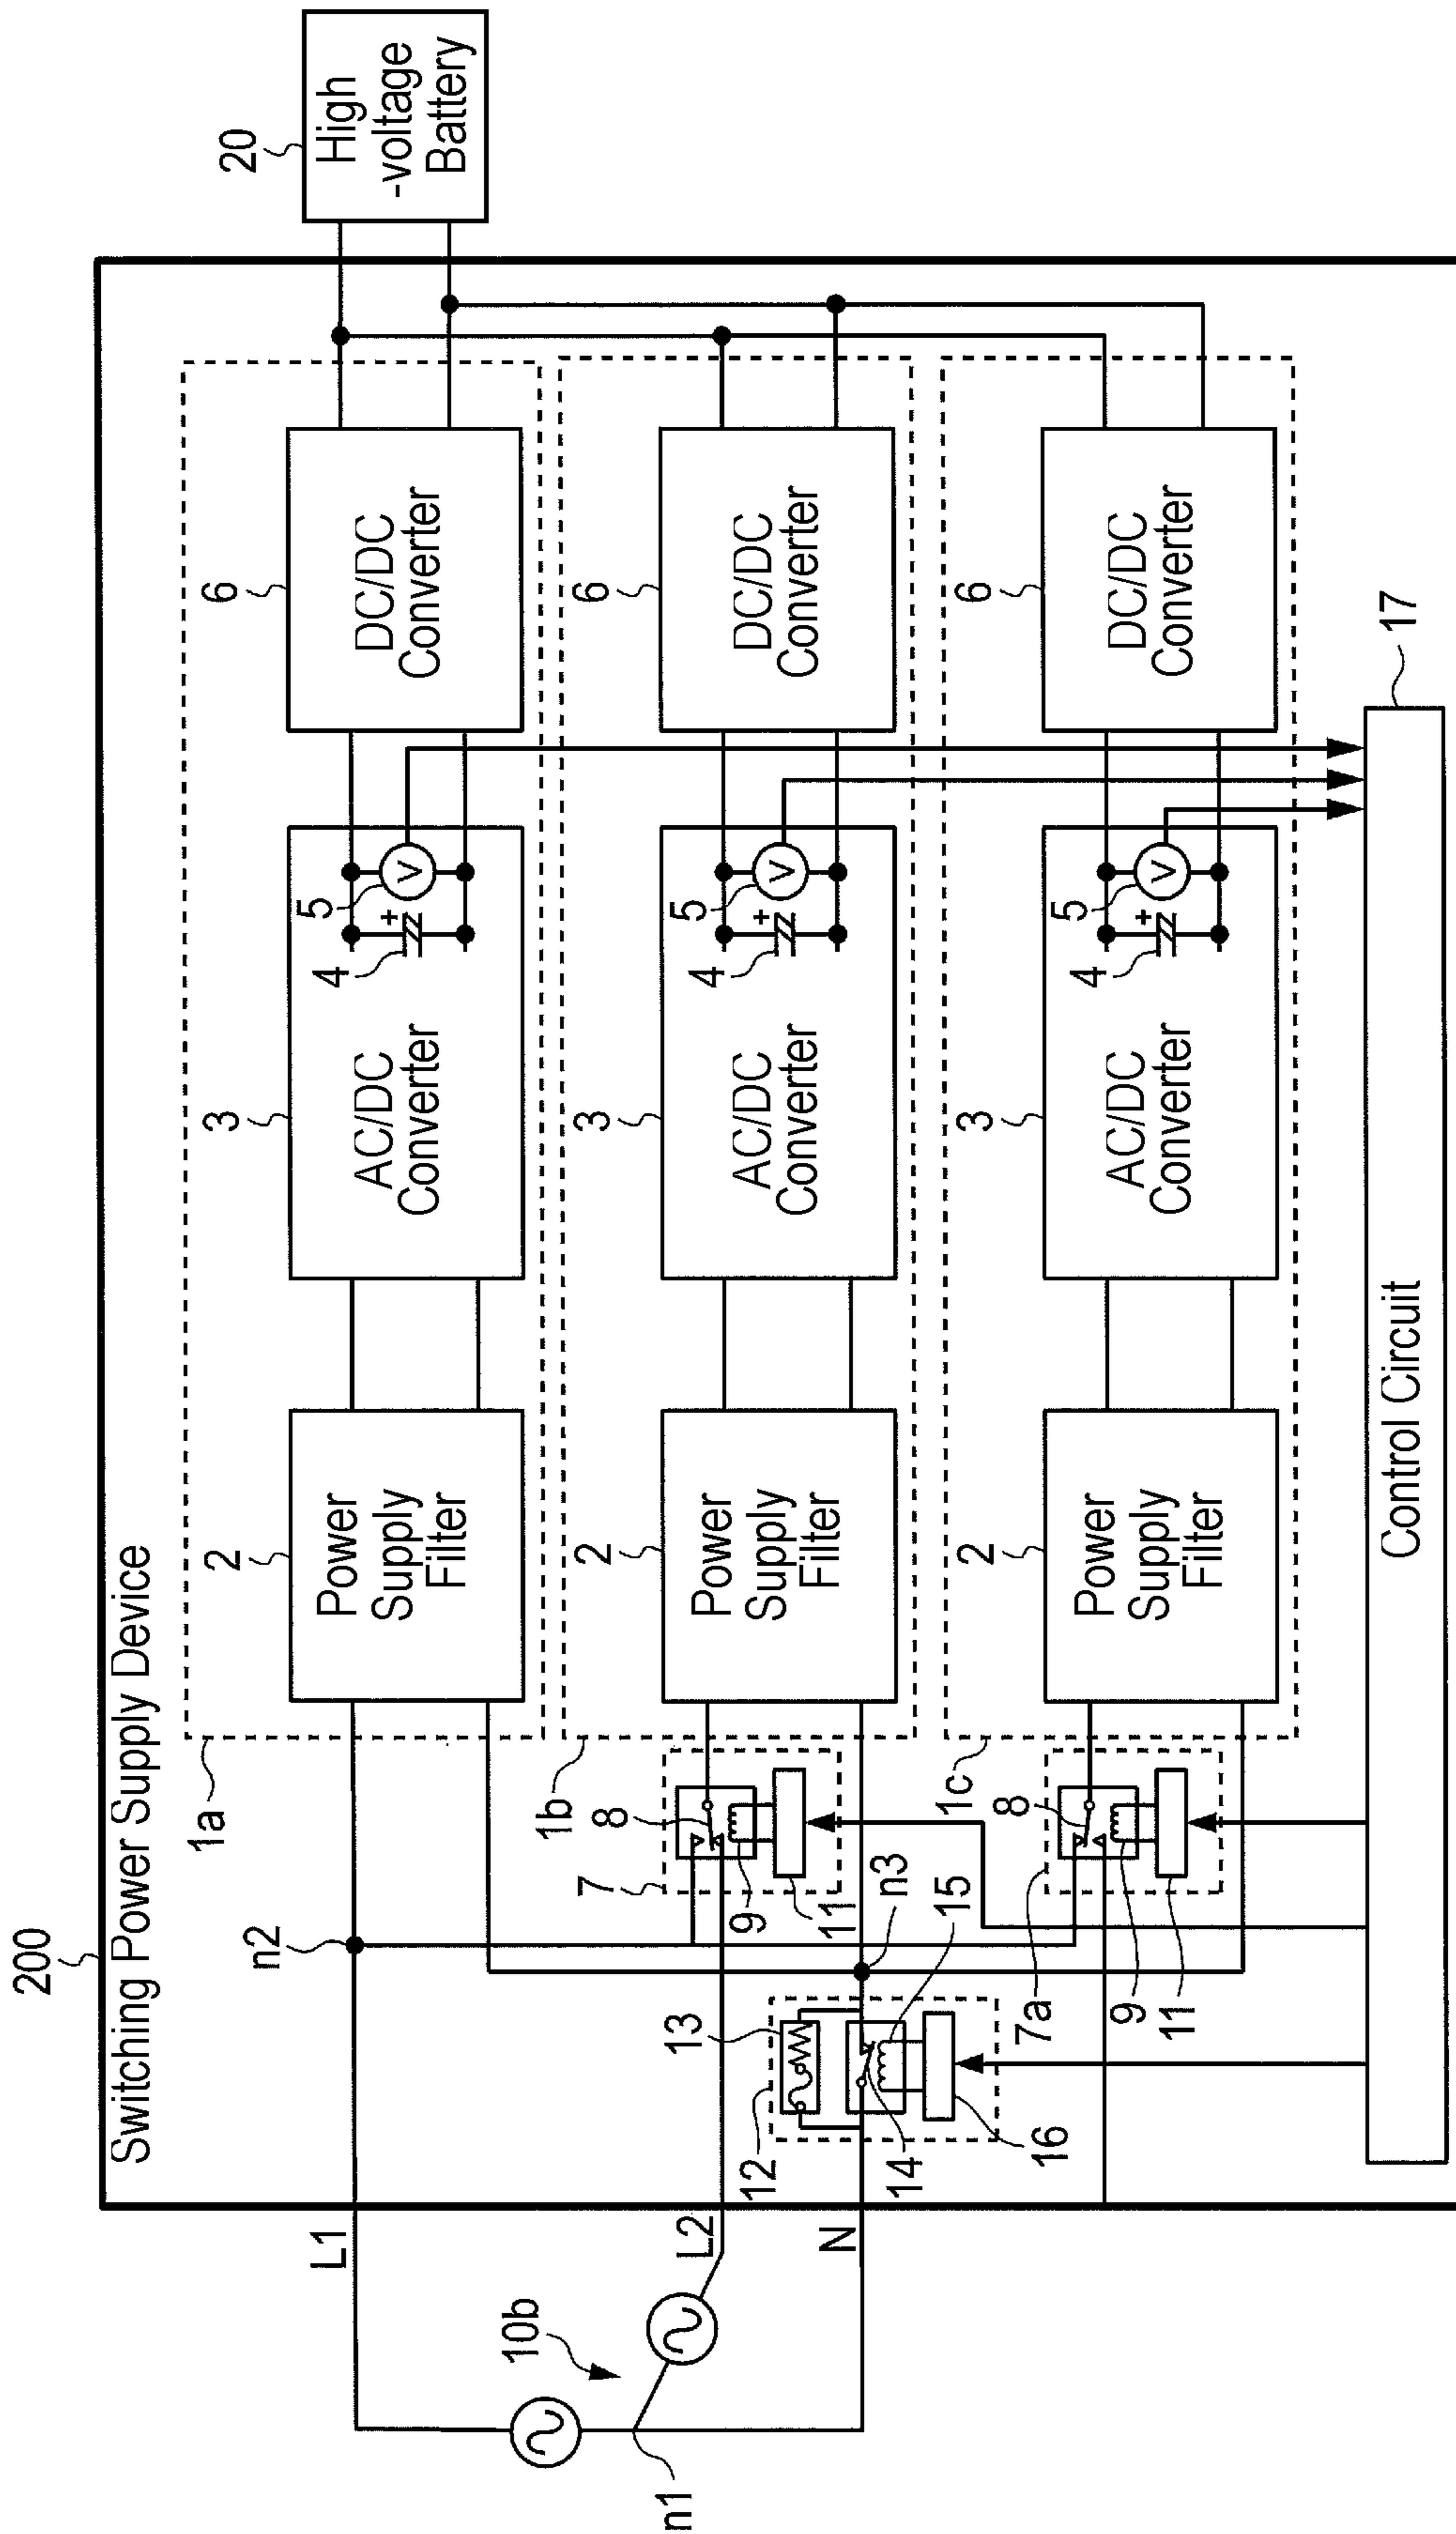 200
Switching Power Supply Device
20
High
-voltage
Battery
1a
2
Power
Supply
Filter
3
AC/DC
Converter
4
+
5
V
6
DC/DC
Converter
1b
2
Power
Supply
Filter
3
AC/DC
Converter
4
+
5
V
6
DC/DC
Converter
1c
2
Power
Supply
Filter
3
AC/DC
Converter
4
+
5
V
6
DC/DC
Converter
n2
L1
10b
n1
L2
N
7
8
9
11
n3
12
13
14
15
16
7a
8
9
11
Control Circuit
17